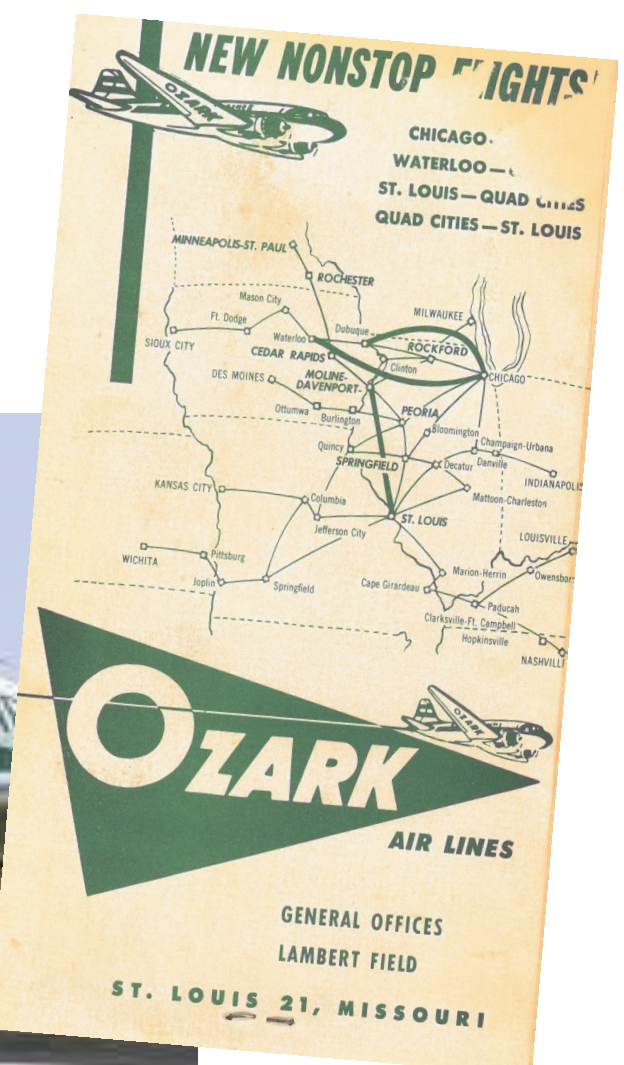 NEW NONSTOP FLIGHTS
OZARK
CHICAGO-
WATERLOO—
ST. LOUIS—QUAD CITIES
QUAD CITIES—ST. LOUIS
MINNEAPOLIS-ST. PAUL
ROCHESTER
Mason City
MILWAUKEE
Ft. Dodge
Dubuque
SIOUX CITY
Waterloo
ROCKFORD
CEDAR RAPIDS
Clinton
DES MOINES
MOLINE-
DAVENPORT-
CHICAGO
Ottumwa
Burlington
PEORIA
Bloomington
Quincy
Champaign-Urbana
SPRINGFIELD
Decatur
Danville
INDIANAPOLIS
KANSAS CITY
Columbia
Mattoon-Charleston
ST. LOUIS
Jefferson City
LOUISVILLE
WICHITA
Pittsburg
Marion-Herrin
Owensbor
Joplin
Springfield
Cape Girardeau
Paducah
Clarksville-Ft. Campbell
Hopkinsville
NASHVILL
OZARK
OZARK
AIR LINES
GENERAL OFFICES
LAMBERT FIELD
ST. LOUIS 21, MISSOURI